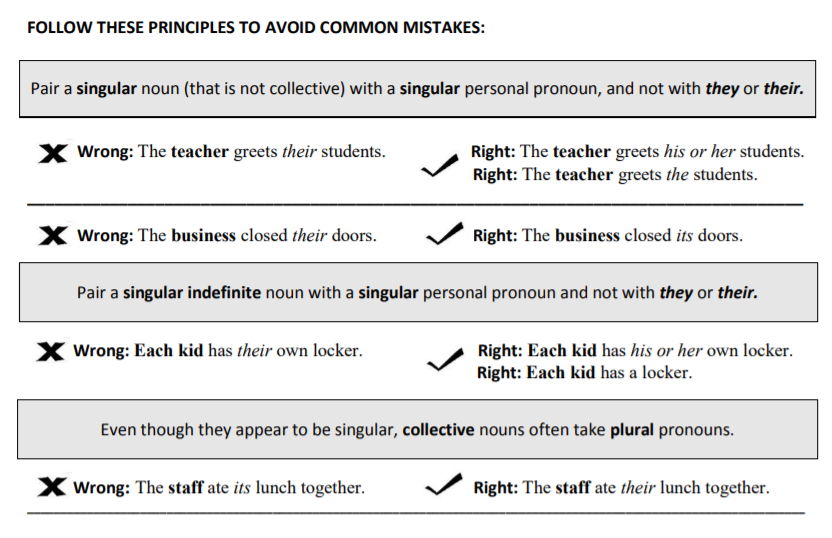 FOLLOW THESE PRINCIPLES TO AVOID COMMON MISTAKES:
Pair a singular noun (that is not collective) with a singular personal pronoun, and not with they or their.
Wrong: The teacher greets their students.
Right: The teacher greets his or her students.
Right: The teacher greets the students.
Wrong: The business closed their doors.
Right: The business closed its doors.
Pair a singular indefinite noun with a singular personal pronoun and not with they or their.
Wrong: Each kid has their own locker.
Right: Each kid has his or her own locker.
Right: Each kid has a locker.
Even though they appear to be singular, collective nouns often take plural pronouns.
Wrong: The staff ate its lunch together.
Right: The staff ate their lunch together.